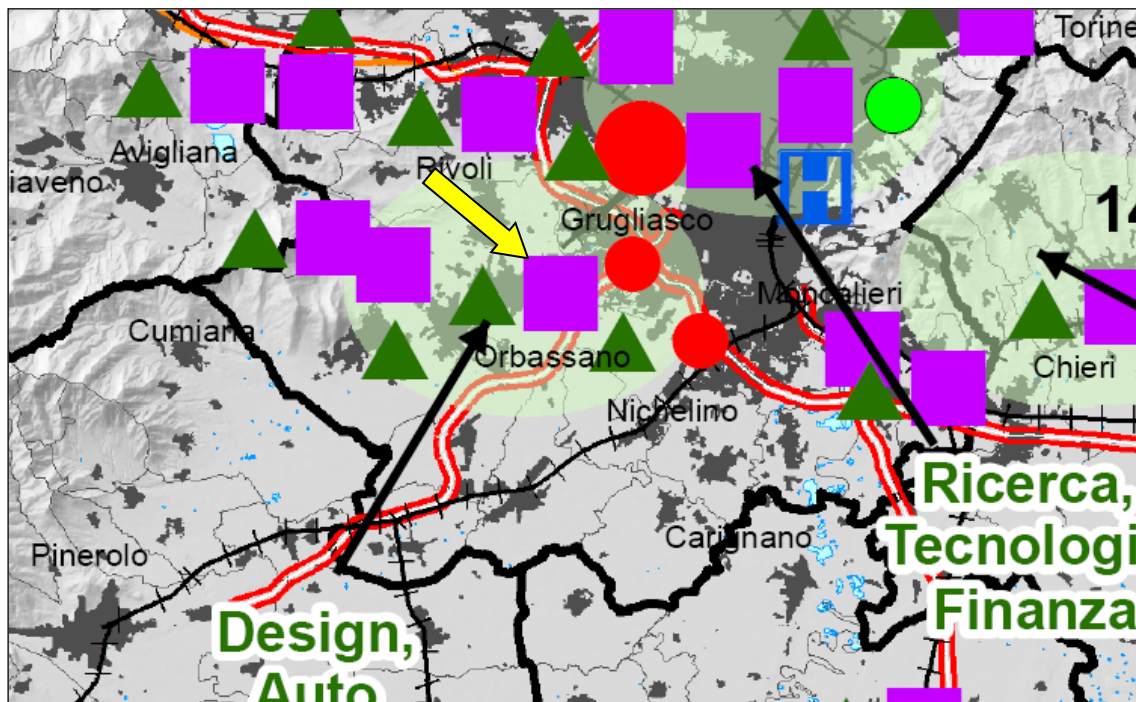 Torine
Avigliana
iaveno
Rivoli
14
Grugliasco
Moncalieri
Cumiana
Orbassano
Chieri
Nichelino
Ricerca,
Carignano
Tecnologi
Pinerolo
Finanza
Design,
Auto
H